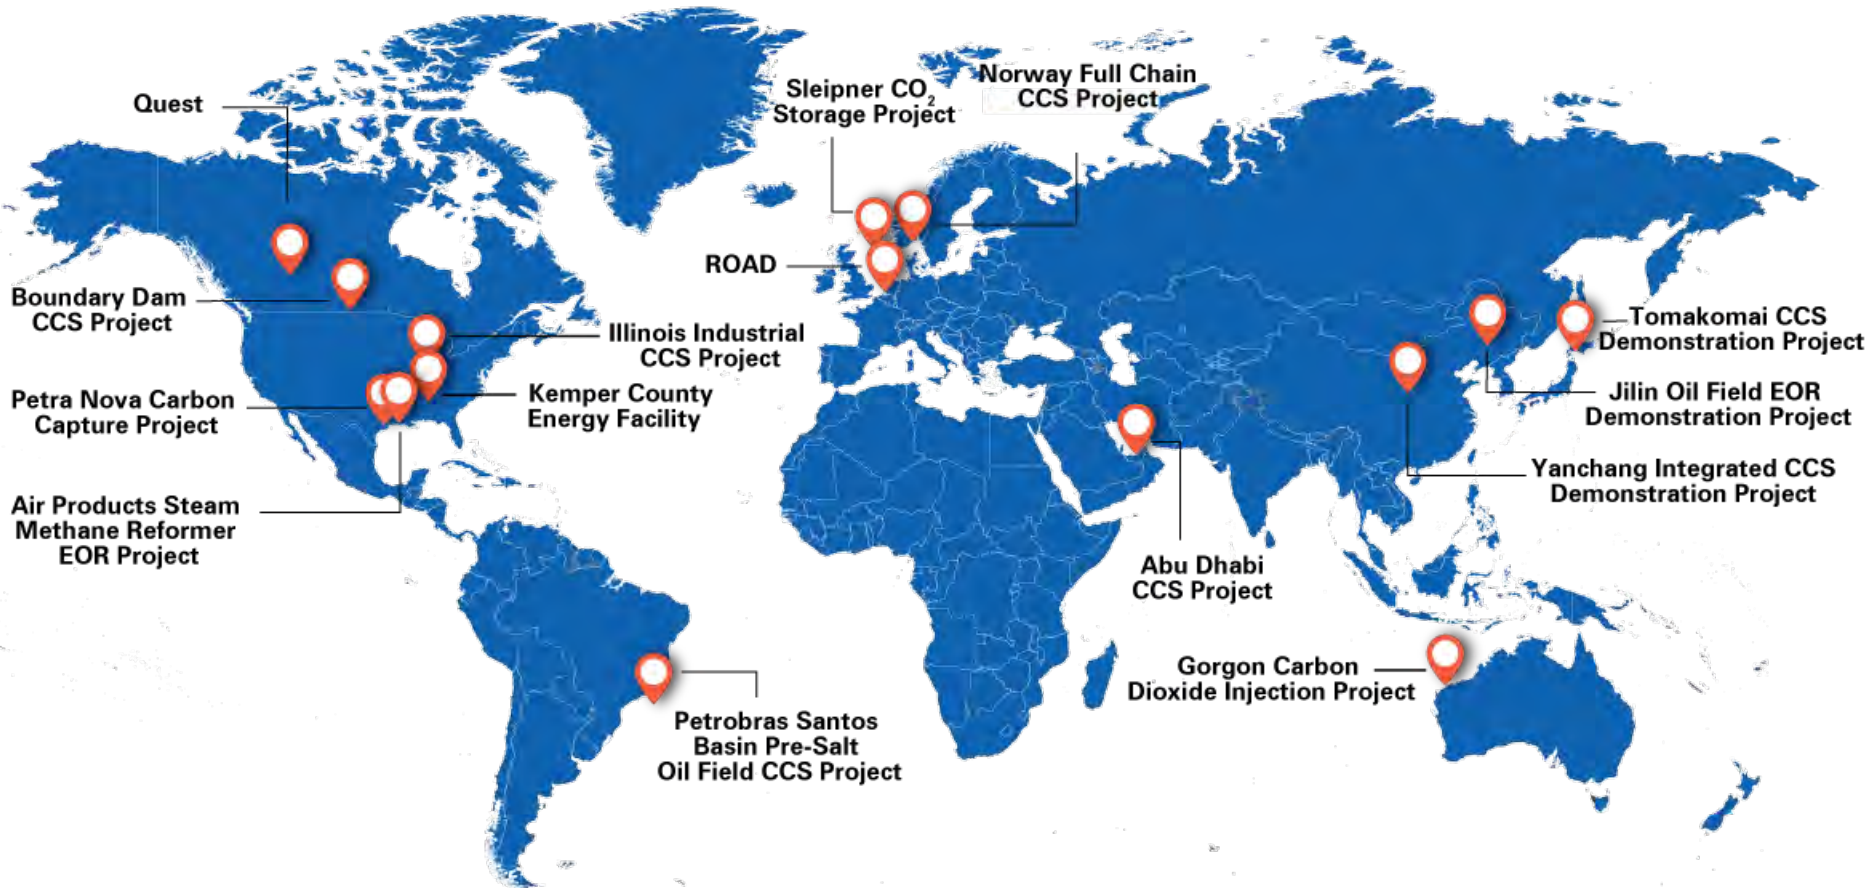 Quest
Boundary Dam
CCS Project
Petra Nova Carbon
Capture Project
Air Products Steam
Methane Reformer
EOR Project
Illinois Industrial
CCS Project
Kemper County
Energy Facility
Petrobras Santos
Basin Pre-Salt
Oil Field CCS Project
Sleipner CO₂
Storage Project
Norway Full Chain
CCS Project
ROAD
Abu Dhabi
CCS Project
Tomakomai CCS
Demonstration Project
Jilin Oil Field EOR
Demonstration Project
Yanchang Integrated CCS
Demonstration Project
Gorgon Carbon
Dioxide Injection Project